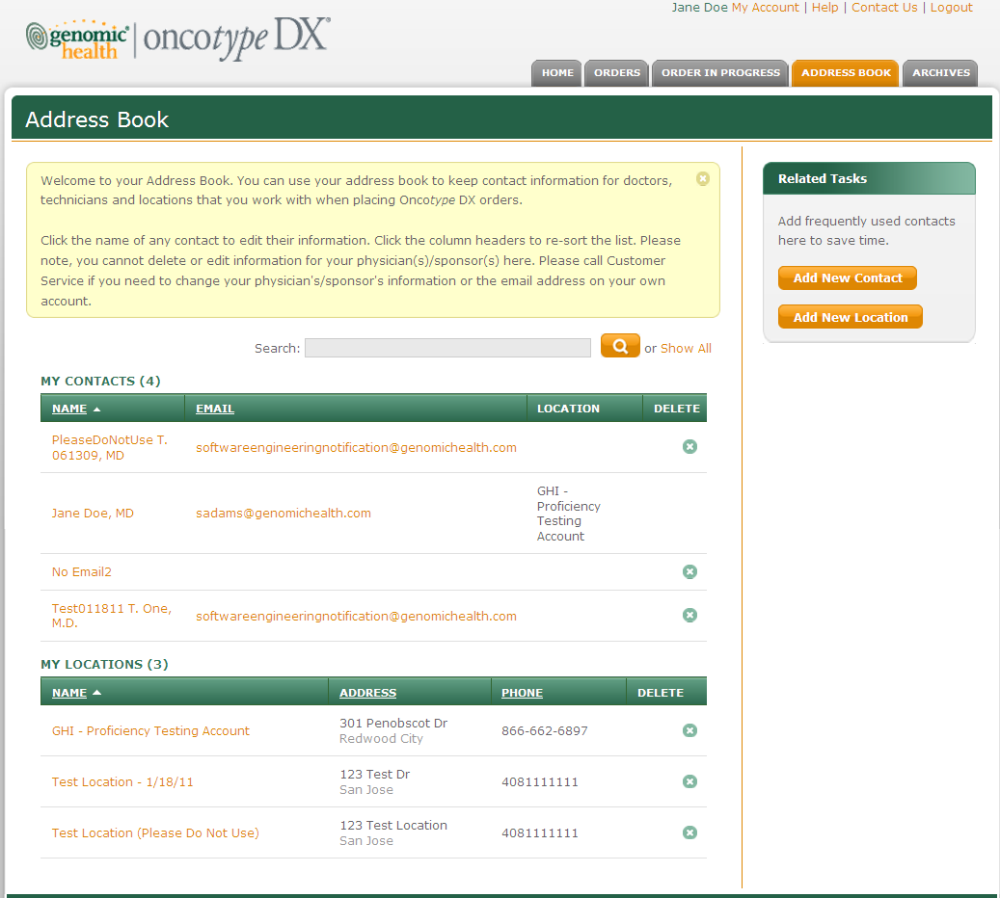 Jane Doe My Account | Help | Contact Us | Logout
genomic® health | oncotype DX®
HOME ORDERS ORDER IN PROGRESS ADDRESS BOOK ARCHIVES
Address Book
Welcome to your Address Book. You can use your address book to keep contact information for doctors,
technicians and locations that you work with when placing Oncotype DX orders.
Click the name of any contact to edit their information. Click the column headers to re-sort the list. Please
note, you cannot delete or edit information for your physician(s)/sponsor(s) here. Please call Customer
Service if you need to change your physician's/sponsor's information or the email address on your own
account.
Related Tasks
Add frequently used contacts
here to save time.
Add New Contact
Add New Location
Search: or Show All
MY CONTACTS (4)
NAME EMAIL LOCATION DELETE
PleaseDoNotUse T.
061309, MD
softwareengineeringnotification@genomichealth.com
Jane Doe, MD
sadams@genomichealth.com
GHI -
Proficiency
Testing
Account
No Email2
Test011811 T. One,
M.D.
softwareengineeringnotification@genomichealth.com
MY LOCATIONS (3)
NAME ADDRESS PHONE DELETE
GHI - Proficiency Testing Account
301 Penobscot Dr
Redwood City
866-662-6897
Test Location - 1/18/11
123 Test Dr
San Jose
4081111111
Test Location (Please Do Not Use)
123 Test Location
San Jose
4081111111